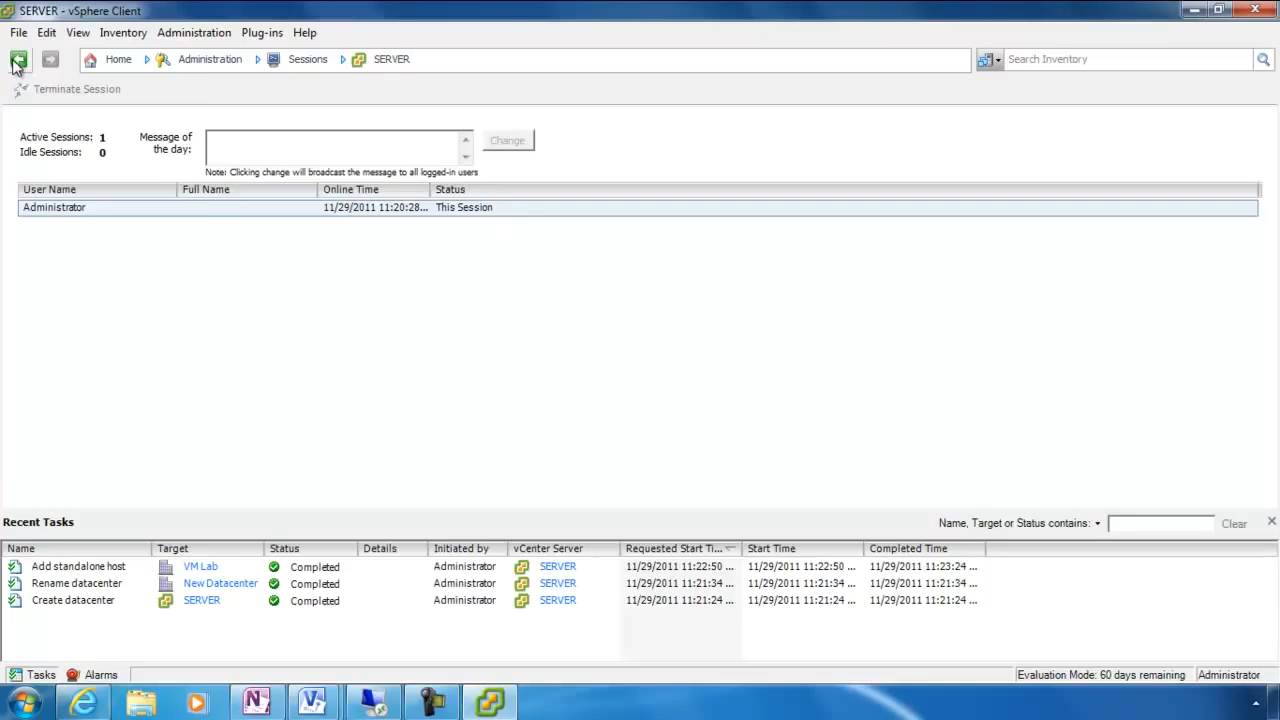 SERVER - vSphere Client
File Edit View Inventory Administration Plug-ins Help
Home Administration Sessions SERVER Search Inventory
Terminate Session
Active Sessions: 1
Idle Sessions: 0
Message of
the day:
Change
Note: Clicking change will broadcast the message to all logged-in users
User Name Full Name Online Time Status
Administrator 11/29/2011 11:20:28... This Session
Recent Tasks Name, Target or Status contains: Clear
Name Target Status Details Initiated by vCenter Server Requested Start Ti... Start Time Completed Time
Add standalone host VM Lab Completed Administrator SERVER 11/29/2011 11:22:50 ... 11/29/2011 11:22:50 ... 11/29/2011 11:23:24 ...
Rename datacenter New Datacenter Completed Administrator SERVER 11/29/2011 11:21:34 ... 11/29/2011 11:21:34 ... 11/29/2011 11:21:34 ...
Create datacenter SERVER Completed Administrator SERVER 11/29/2011 11:21:24 ... 11/29/2011 11:21:24 ... 11/29/2011 11:21:24 ...
Tasks Alarms Evaluation Mode: 60 days remaining Administrator